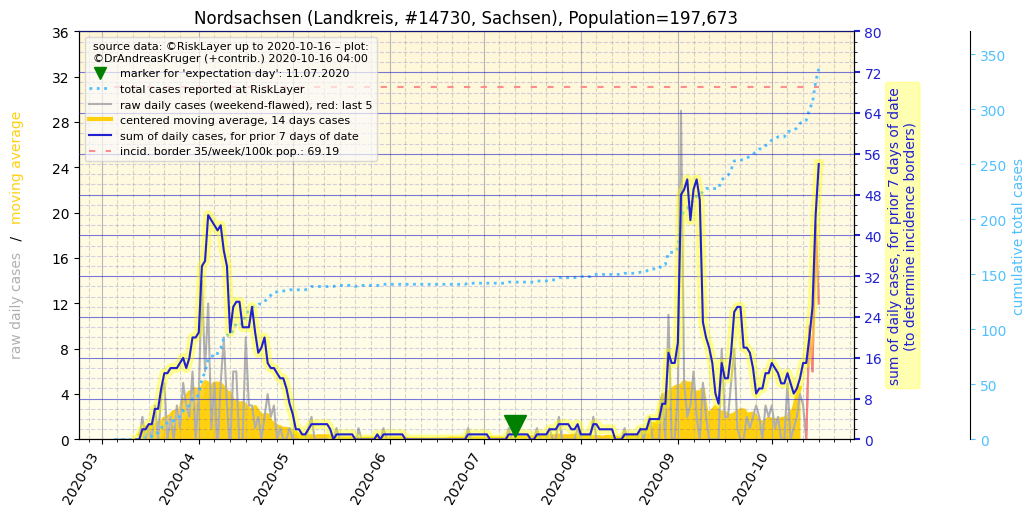 Nordsachsen (Landkreis, #14730, Sachsen), Population=197,673
source data: ©RiskLayer up to 2020-10-16 – plot:
©DrAndreasKruger (+contrib.) 2020-10-16 04:00
marker for 'expectation day': 11.07.2020
total cases reported at RiskLayer
raw daily cases (weekend-flawed), red: last 5
centered moving average, 14 days cases
sum of daily cases, for prior 7 days of date
incid. border 35/week/100k pop.: 69.19
raw daily cases / moving average
36
32
28
24
20
16
12
8
4
0
80
72
64
56
48
40
32
24
16
8
0
sum of daily cases, for prior 7 days of date
(to determine incidence borders)
350
300
250
200
150
100
50
0
cumulative total cases
2020-03
2020-04
2020-05
2020-06
2020-07
2020-08
2020-09
2020-10